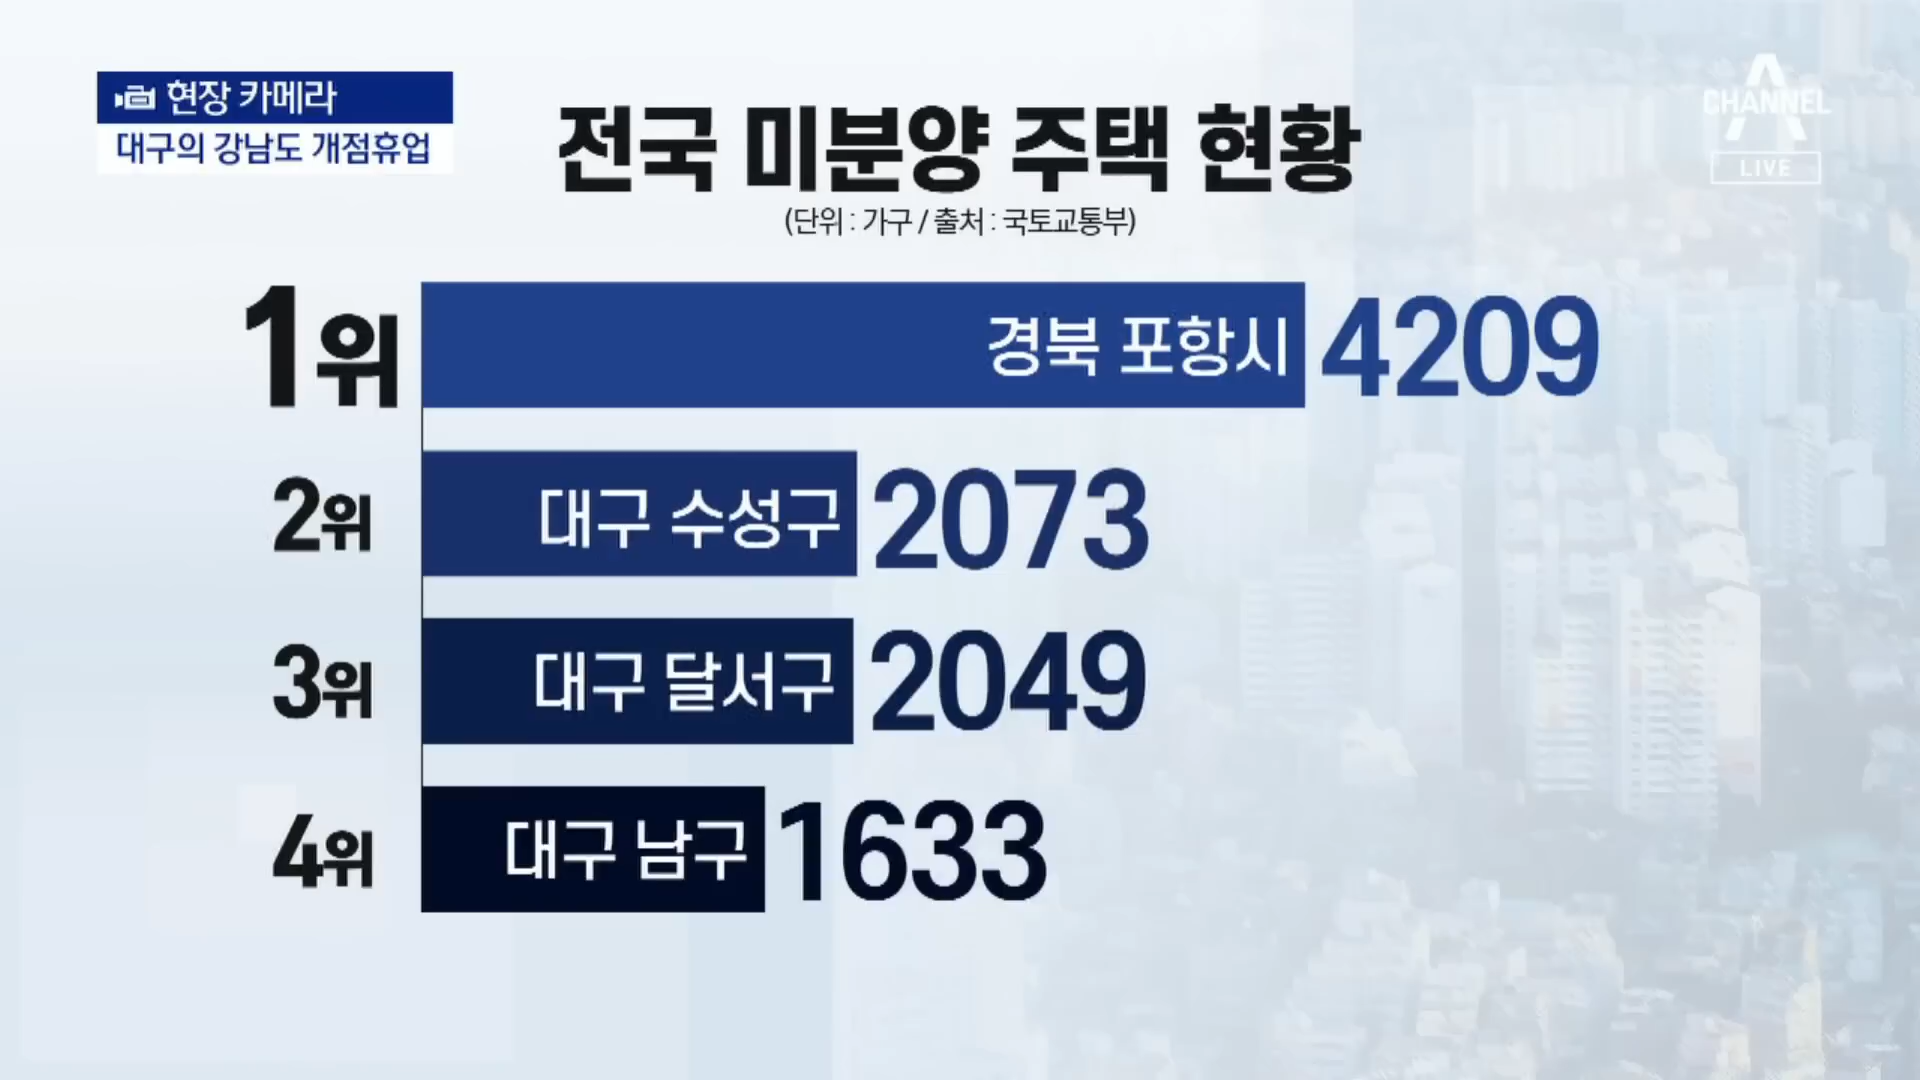 현장 카메라
대구의 강남도 개점휴업
CHANNEL A
LIVE
전국 미분양 주택 현황
(단위 : 가구 / 출처 : 국토교통부)
1위 경북 포항시 4209
2위 대구 수성구 2073
3위 대구 달서구 2049
4위 대구 남구 1633